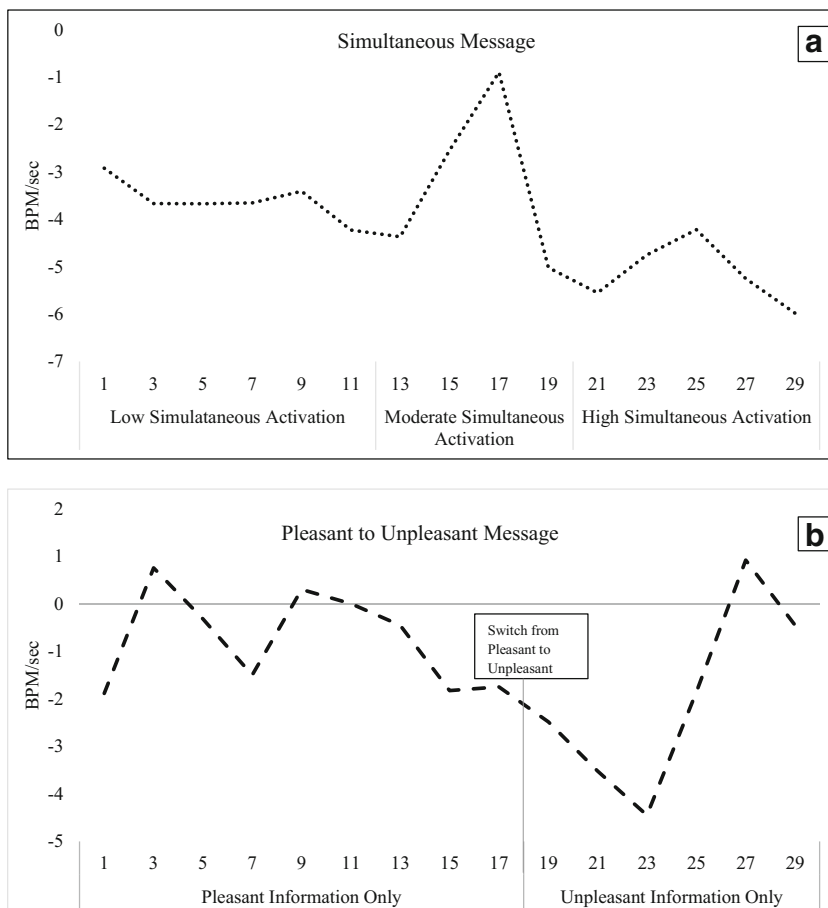 Simultaneous Message
a
BPM/sec
0
-1
-2
-3
-4
-5
-6
-7
1 3 5 7 9 11 13 15 17 19 21 23 25 27 29
Low Simulataneous Activation
Moderate Simultaneous
Activation
High Simultaneous Activation
Pleasant to Unpleasant Message
b
BPM/sec
2
1
0
-1
-2
-3
-4
-5
Switch from
Pleasant to
Unpleasant
1 3 5 7 9 11 13 15 17 19 21 23 25 27 29
Pleasant Information Only
Unpleasant Information Only